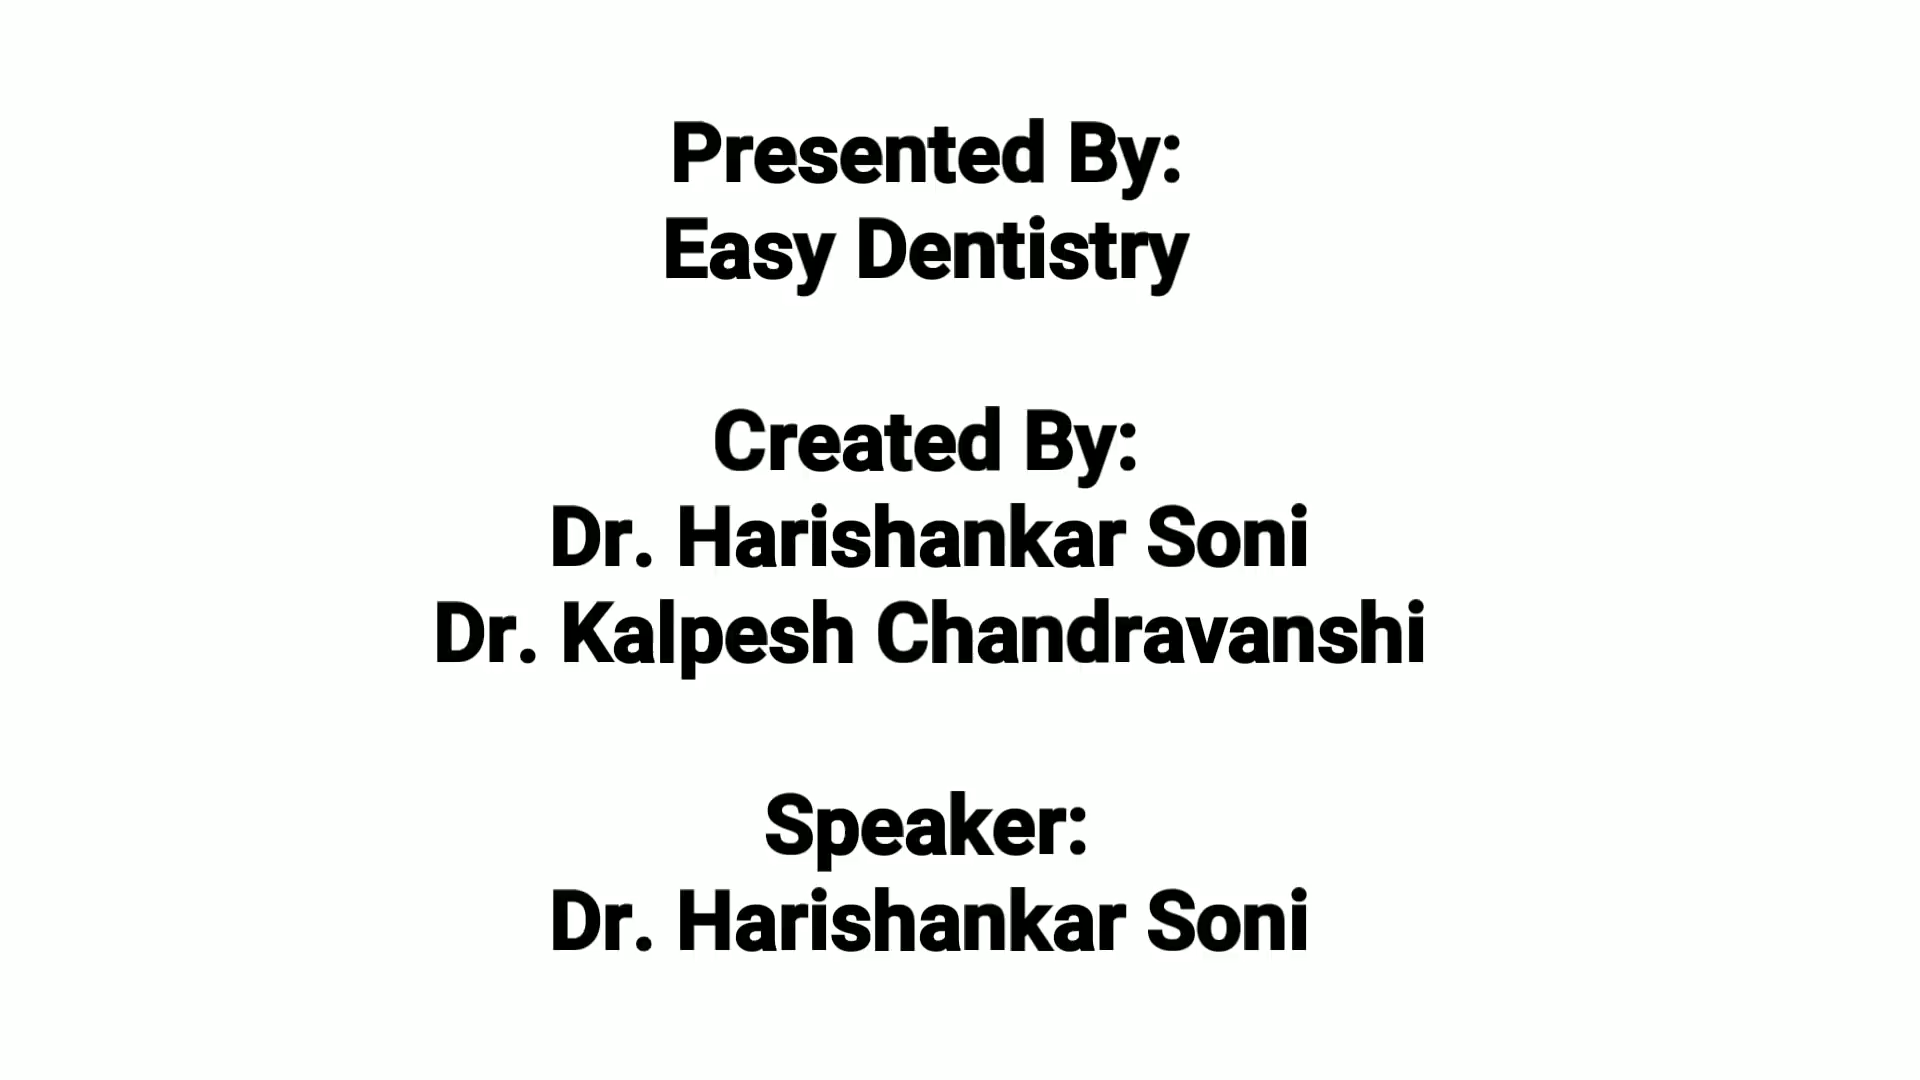 Presented By:
Easy Dentistry
Created By:
Dr. Harishankar Soni
Dr. Kalpesh Chandravanshi
Speaker:
Dr. Harishankar Soni